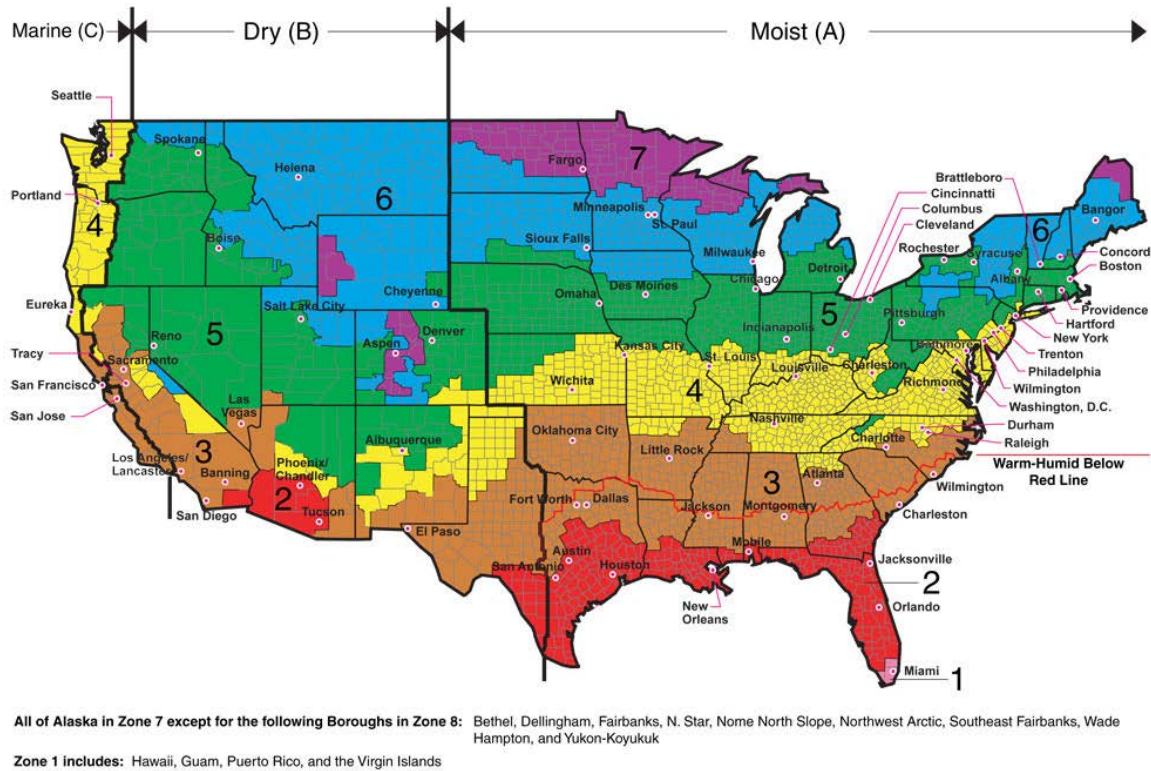 Marine (C)
Dry (B)
Moist (A)
Seattle
Spokane
Helena
Fargo
7
Brattleboro
Cincinnatti
Columbus
Cleveland
Portland
4
6
Minneapolis
St. Paul
Bangor
6
Boise
Sioux Falls
Milwaukee
Rochester
Syracuse
Concord
Chicago
Detroit
Albany
Boston
Eureka
Salt Lake City
Cheyenne
Omaha
Des Moines
5
Pittsburgh
Providence
Hartford
Reno
5
Aspen
Denver
Indianapolis
New York
Tracy
Sacramento
Kansas City
St. Louis
Louisville
Charleston
Baltimore
Trenton
Philadelphia
San Francisco
Wichita
4
Richmond
Wilmington
San Jose
Las
Vegas
Nashville
Washington, D.C.
Durham
Albuquerque
Oklahoma City
Charlotte
Raleigh
3
Los Angeles/
Lancaster
Banning
Phoenix/
Chandler
Little Rock
3
Atlanta
Warm-Humid Below
Red Line
2
Tucson
Fort Worth
Dallas
Jackson
Montgomery
Wilmington
San Diego
El Paso
Charleston
Austin
Mobile
San Antonio
Houston
Jacksonville
2
New
Orleans
Orlando
Miami
1
All of Alaska in Zone 7 except for the following Boroughs in Zone 8: Bethel, Dellingham, Fairbanks, N. Star, Nome North Slope, Northwest Arctic, Southeast Fairbanks, Wade
Hampton, and Yukon-Koyukuk
Zone 1 includes: Hawaii, Guam, Puerto Rico, and the Virgin Islands